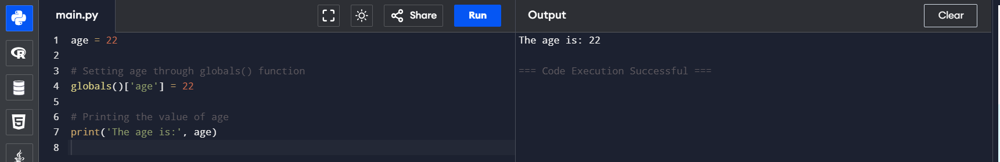 main.py
Share
Run
Output
Clear
1 age = 22
2
3 # Setting age through globals() function
4 globals()['age'] = 22
5
6 # Printing the value of age
7 print('The age is:', age)
8
The age is: 22
=== Code Execution Successful ===